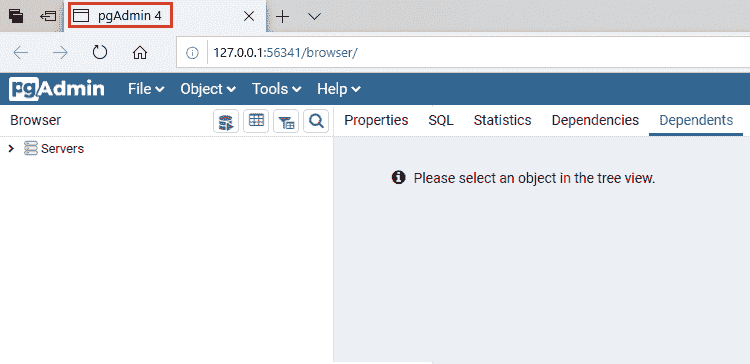 pgAdmin 4
127.0.0.1:56341/browser/
pgAdmin File Object Tools Help
Browser Properties SQL Statistics Dependencies Dependents
Servers
Please select an object in the tree view.